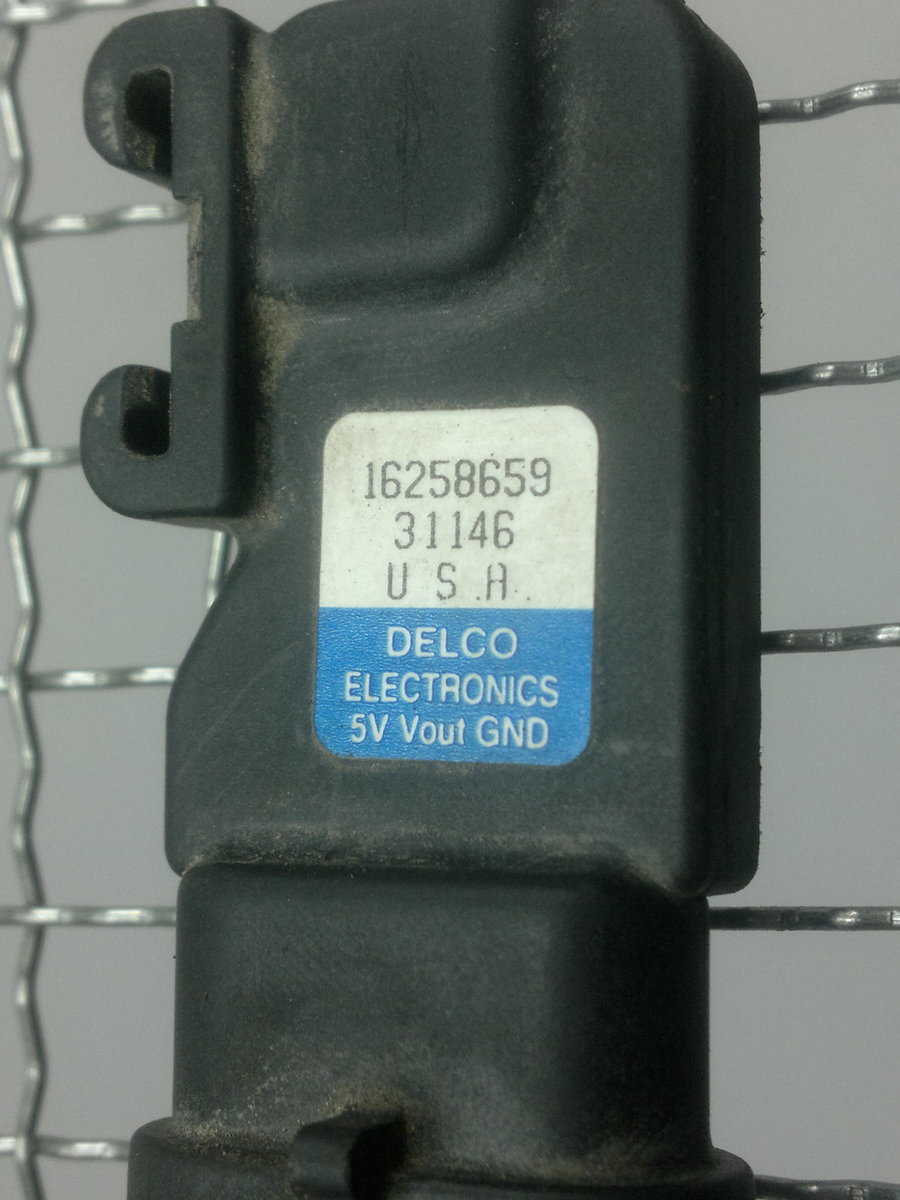 16258659
31146
U S.A.
DELCO
ELECTRONICS
5V Vout GND